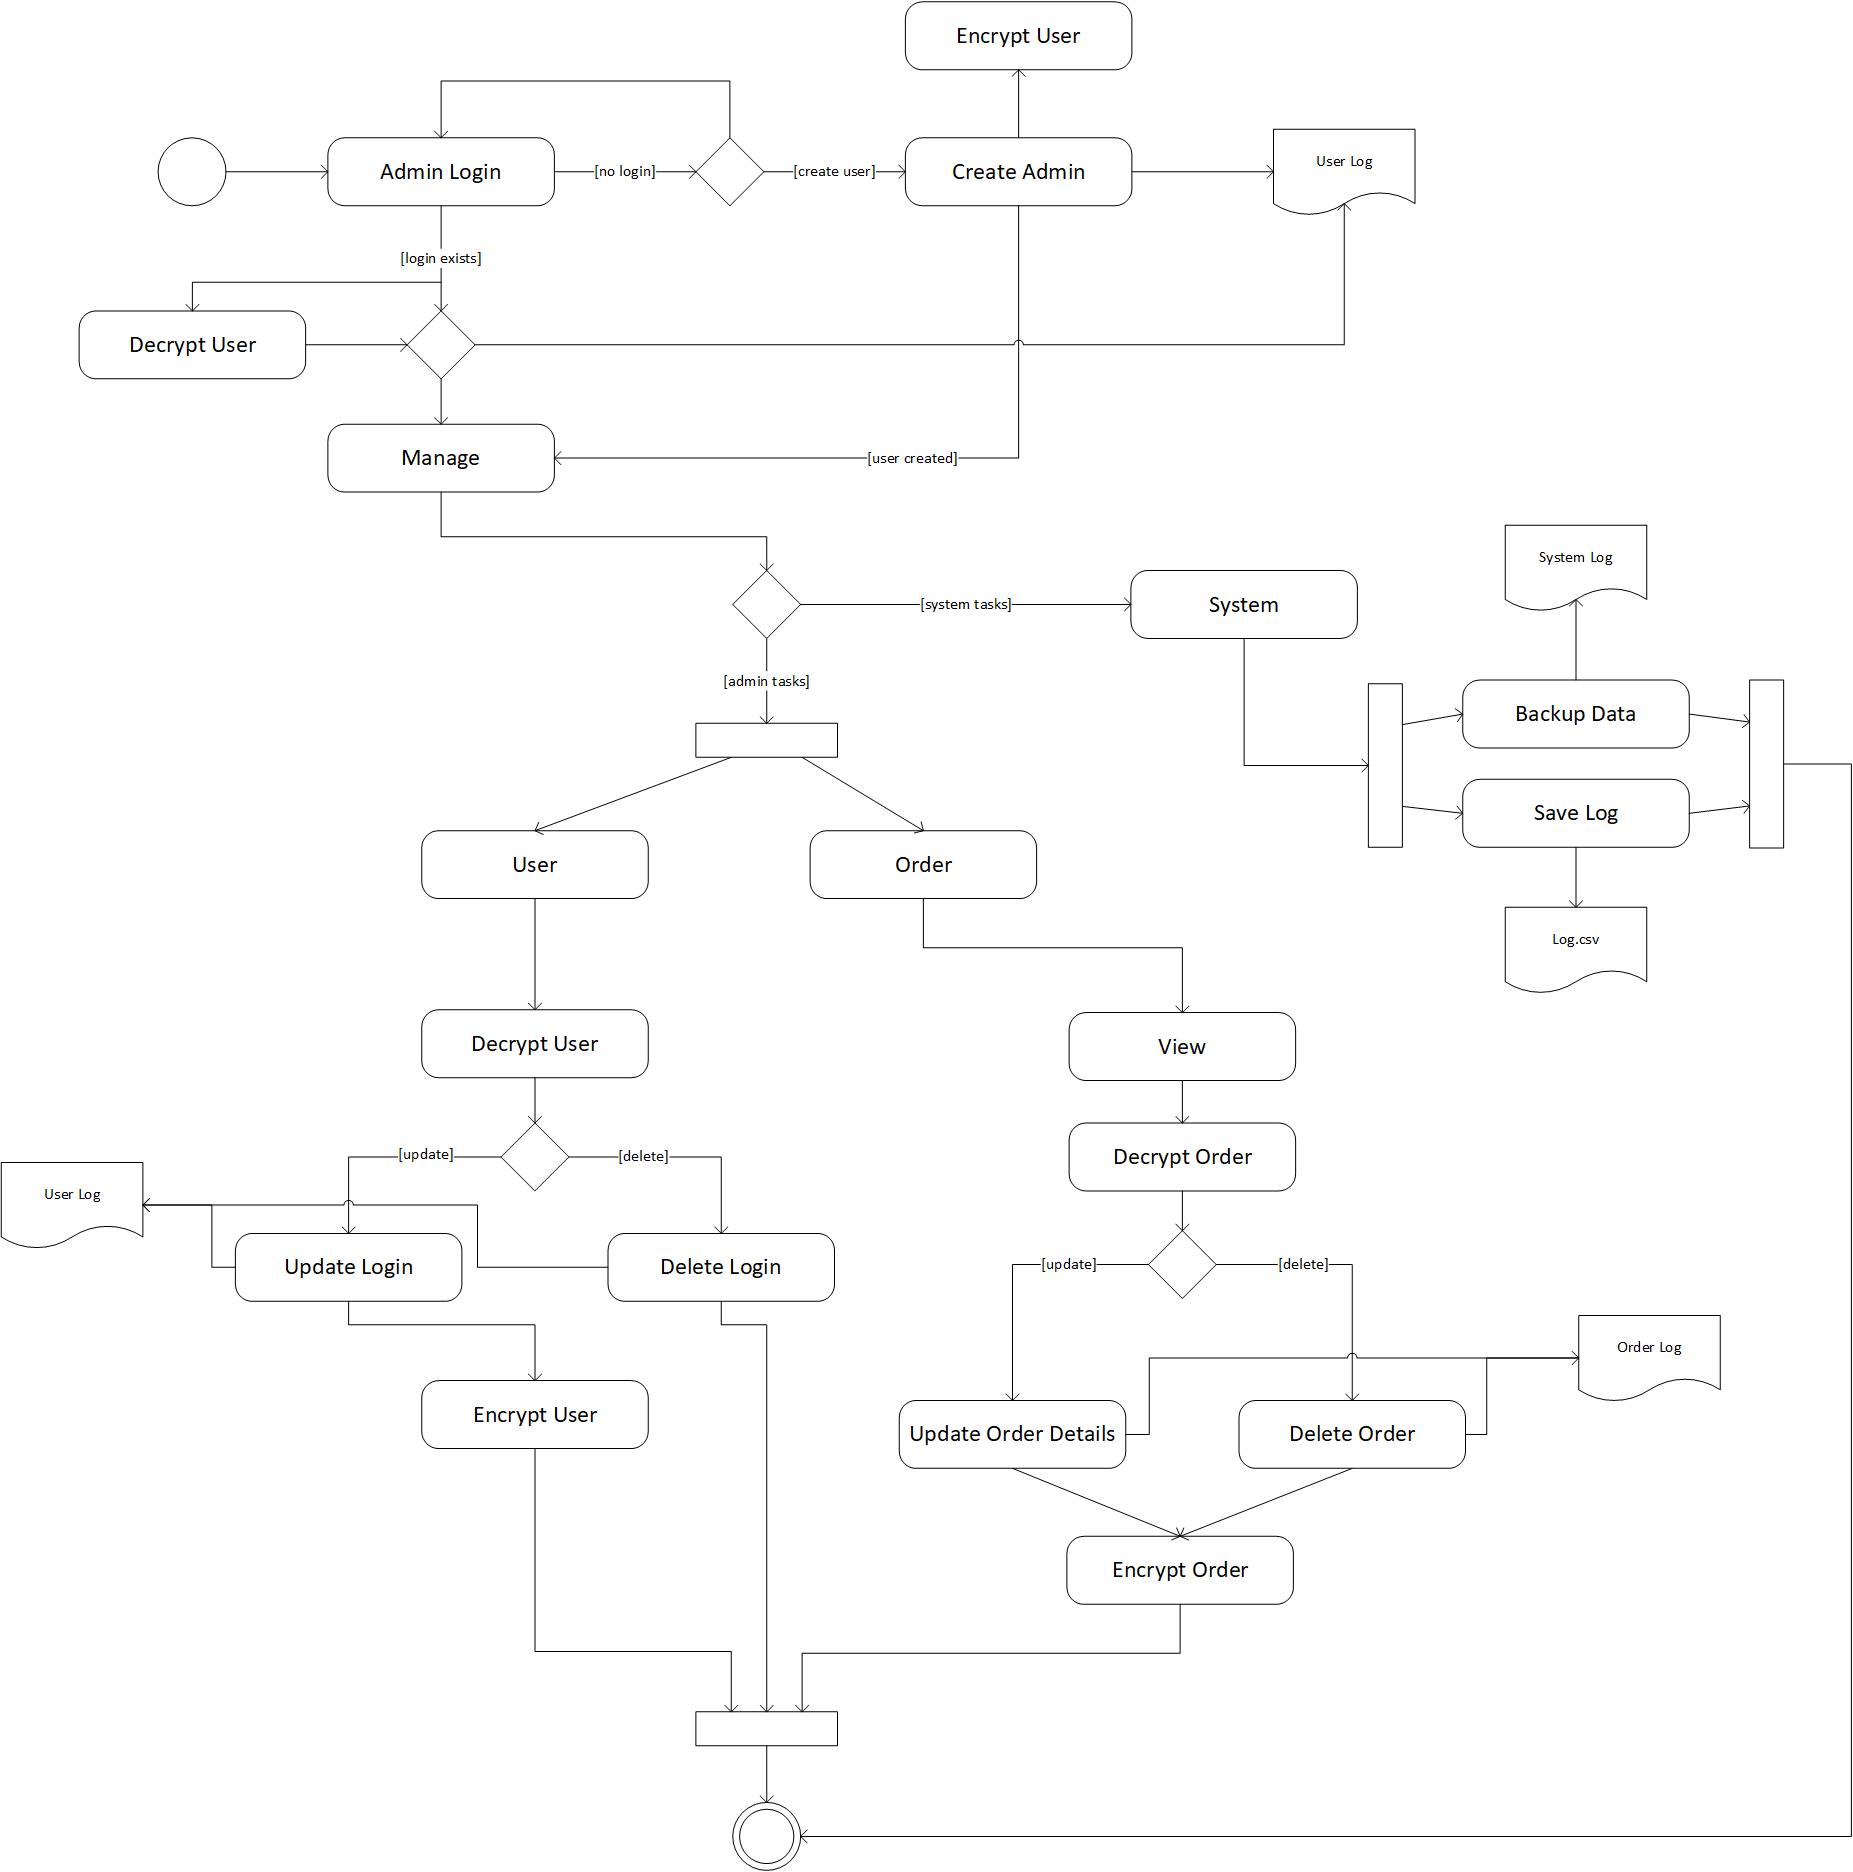 Encrypt User
Admin Login
[no login]
[create user]
Create Admin
User Log
[login exists]
Decrypt User
Manage
[user created]
System Log
[system tasks]
System
[admin tasks]
Backup Data
Save Log
User
Order
Log.csv
Decrypt User
View
[update]
[delete]
Decrypt Order
User Log
Update Login
Delete Login
[update]
[delete]
Order Log
Encrypt User
Update Order Details
Delete Order
Encrypt Order